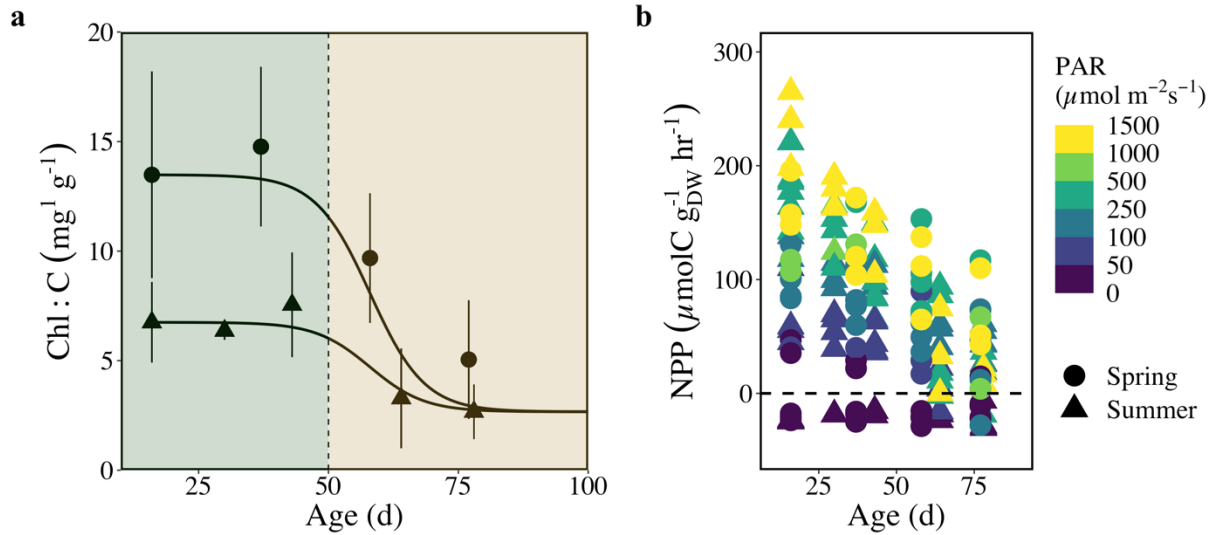 a
20
15
10
5
0
Chl : C (mg¹ g⁻¹)
25
50
75
100
Age (d)
b
300
200
100
0
NPP (μmolC g⁻¹DW hr⁻¹)
25
50
75
Age (d)
PAR
(μmol m⁻²s⁻¹)
1500
1000
500
250
100
50
0
Spring
Summer